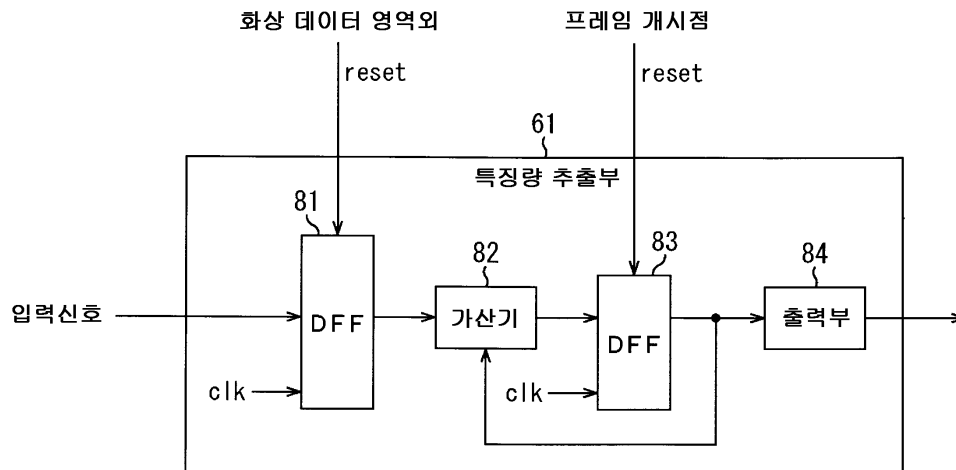 화상 데이터 영역외
프레임 개시점
reset
reset
61
특징량 추출부
81
82
83
84
입력신호
DFF
가산기
DFF
출력부
clk
clk